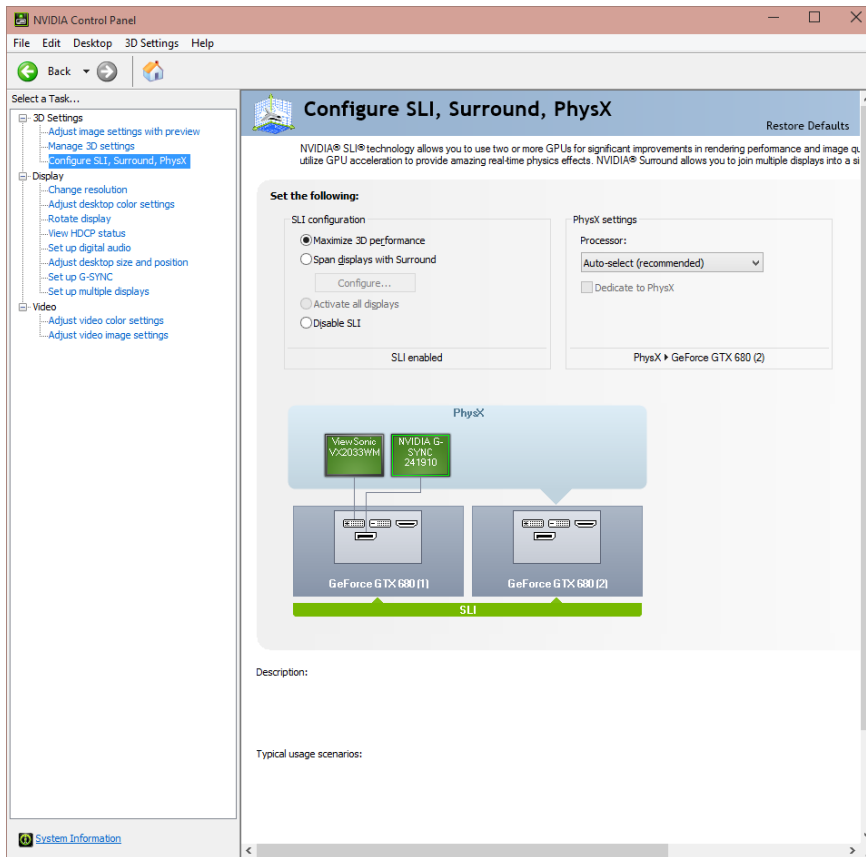 NVIDIA Control Panel
File Edit Desktop 3D Settings Help
Back
Select a Task...
3D Settings
Adjust image settings with preview
Manage 3D settings
Configure SLI, Surround, PhysX
Display
Change resolution
Adjust desktop color settings
Rotate display
View HDCP status
Set up digital audio
Adjust desktop size and position
Set up G-SYNC
Set up multiple displays
Video
Adjust video color settings
Adjust video image settings
System Information
Configure SLI, Surround, PhysX
Restore Defaults
NVIDIA® SLI® technology allows you to use two or more GPUs for significant improvements in rendering performance and image qu
utilize GPU acceleration to provide amazing real-time physics effects. NVIDIA® Surround allows you to join multiple displays into a si
Set the following:
SLI configuration
Maximize 3D performance
Span displays with Surround
Configure...
Activate all displays
Disable SLI
SLI enabled
PhysX settings
Processor:
Auto-select (recommended)
Dedicate to PhysX
PhysX ▸ GeForce GTX 680 (2)
PhysX
ViewSonic
VX2033WM
NVIDIA G-
SYNC
241910
GeForce GTX 680 (1)
GeForce GTX 680 (2)
SLI
Description:
Typical usage scenarios: